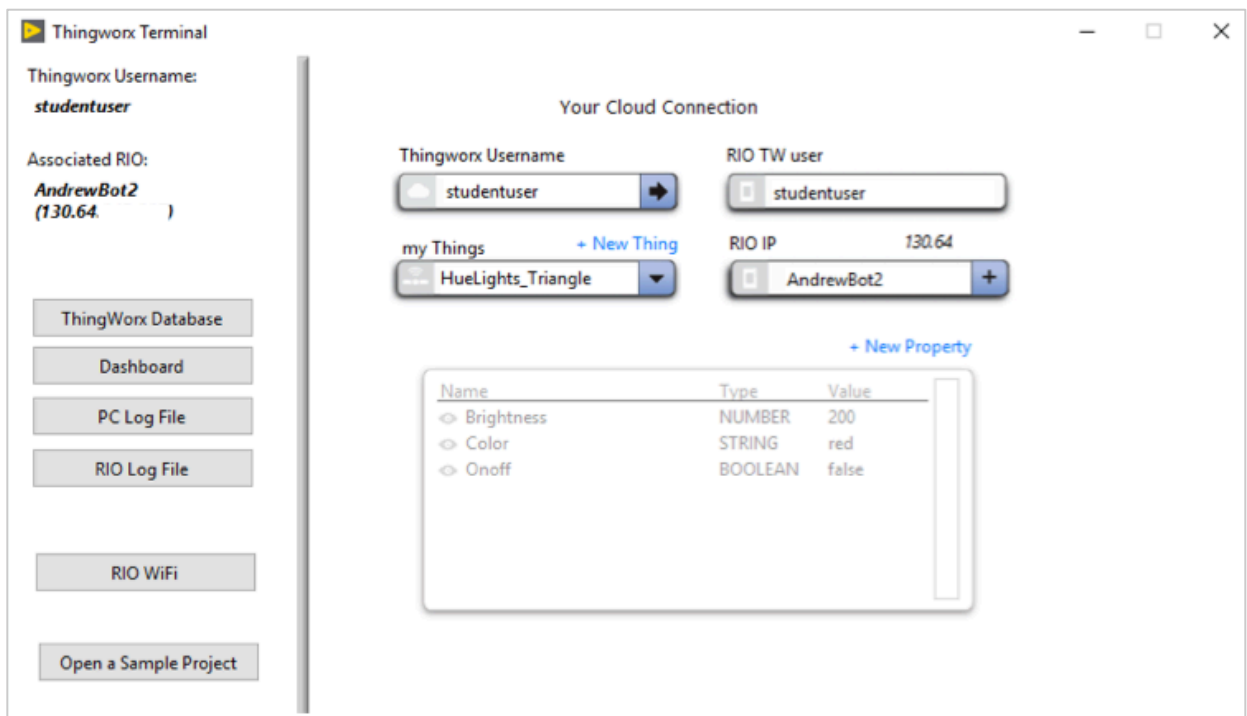 Thingworx Terminal
Thingworx Username:
studentuser
Associated RIO:
AndrewBot2
(130.64. )
ThingWorx Database
Dashboard
PC Log File
RIO Log File
RIO WiFi
Open a Sample Project
Your Cloud Connection
Thingworx Username RIO TW user
studentuser studentuser
my Things + New Thing RIO IP 130.64
HueLights_Triangle AndrewBot2 +
+ New Property
Name Type Value
Brightness NUMBER 200
Color STRING red
Onoff BOOLEAN false